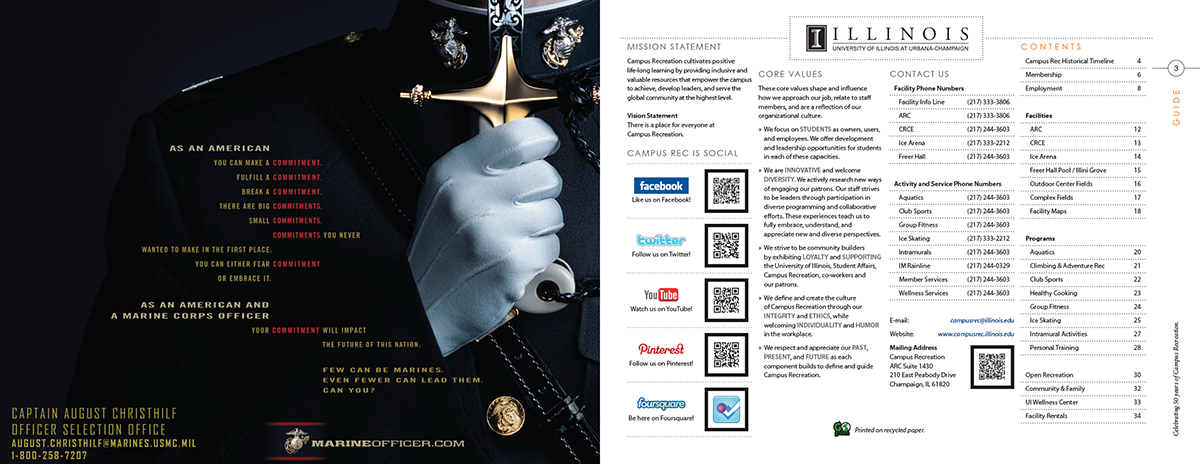 AS AN AMERICAN
YOU CAN MAKE A COMMITMENT.
FULFILL A COMMITMENT.
BREAK A COMMITMENT.
THERE ARE BIG COMMITMENTS.
SMALL COMMITMENTS.
COMMITMENTS YOU NEVER
WANTED TO MAKE IN THE FIRST PLACE.
YOU CAN EITHER FEAR COMMITMENT
OR EMBRACE IT.
AS AN AMERICAN AND
A MARINE CORPS OFFICER
YOUR COMMITMENT WILL IMPACT
THE FUTURE OF THIS NATION.
FEW CAN BE MARINES.
EVEN FEWER CAN LEAD THEM.
CAN YOU?
CAPTAIN AUGUST CHRISTHILF
OFFICER SELECTION OFFICE
AUGUST.CHRISTHILF@MARINES.USMC.MIL
1-800-258-7207
MARINEOFFICER.COM
I ILLINOIS
UNIVERSITY OF ILLINOIS AT URBANA-CHAMPAIGN
MISSION STATEMENT
Campus Recreation cultivates positive
life-long learning by providing inclusive and
valuable resources that empower the campus
to achieve, develop leaders, and serve the
global community at the highest level.
Vision Statement
There is a place for everyone at
Campus Recreation.
CAMPUS REC IS SOCIAL
facebook
Like us on Facebook!
twitter
Follow us on Twitter!
YouTube
Watch us on YouTube!
Pinterest
Follow us on Pinterest!
foursquare
Be here on Foursquare!
CORE VALUES
These core values shape and influence
how we approach our job, relate to staff
members, and are a reflection of our
organizational culture.
» We focus on STUDENTS as owners, users,
and employees. We offer development
and leadership opportunities for students
in each of these capacities.
» We are INNOVATIVE and welcome
DIVERSITY. We actively research new ways
of engaging our patrons. Our staff strives
to be leaders through participation in
diverse programming and collaborative
efforts. These experiences teach us to
fully embrace, understand, and
appreciate new and diverse perspectives.
» We strive to be community builders
by exhibiting LOYALTY and SUPPORTING
the University of Illinois, Student Affairs,
Campus Recreation, co-workers and
our patrons.
» We define and create the culture
of Campus Recreation through our
INTEGRITY and ETHICS, while
welcoming INDIVIDUALITY and HUMOR
in the workplace.
» We respect and appreciate our PAST,
PRESENT, and FUTURE as each
component builds to define and guide
Campus Recreation.
CONTACT US
Facility Phone Numbers
Facility Info Line (217) 333-3806
ARC (217) 333-3806
CRCE (217) 244-3603
Ice Arena (217) 333-2212
Freer Hall (217) 244-3603
Activity and Service Phone Numbers
Aquatics (217) 244-3603
Club Sports (217) 244-3603
Group Fitness (217) 244-3603
Ice Skating (217) 333-2212
Intramurals (217) 244-3603
IM Rainline (217) 244-0329
Member Services (217) 244-3603
Wellness Services (217) 244-3603
E-mail: campusrec@illinois.edu
Website: www.campusrec.illinois.edu
Mailing Address
Campus Recreation
ARC Suite 1430
210 East Peabody Drive
Champaign, IL 61820
Printed on recycled paper.
CONTENTS
Campus Rec Historical Timeline 4
Membership 6
Employment 8
Facilities
ARC 12
CRCE 13
Ice Arena 14
Freer Hall Pool / Illini Grove 15
Outdoor Center Fields 16
Complex Fields 17
Facility Maps 18
Programs
Aquatics 20
Climbing & Adventure Rec 21
Club Sports 22
Healthy Cooking 23
Group Fitness 24
Ice Skating 25
Intramural Activities 27
Personal Training 28
Open Recreation 30
Community & Family 32
UI Wellness Center 33
Facility Rentals 34
3
GUIDE
Celebrating 50 years of Campus Recreation.